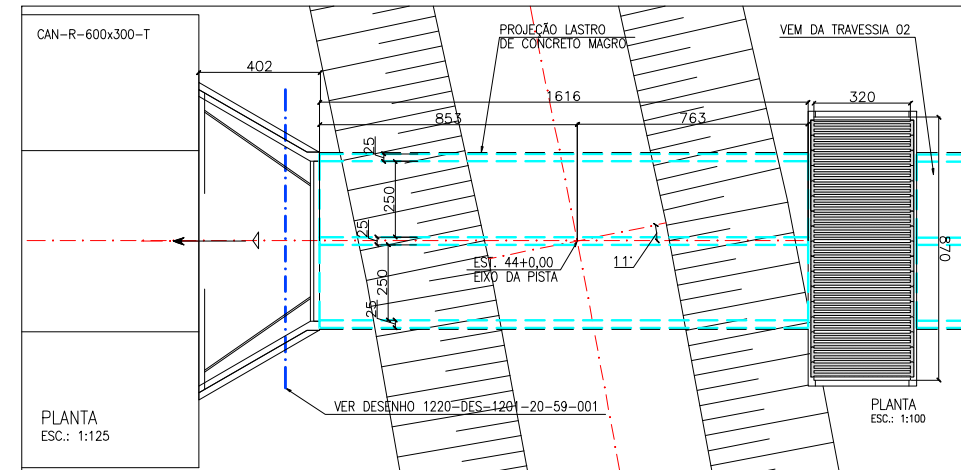 CAN-R-600x300-T
PROJEÇÃO LASTRO
DE CONCRETO MAGRO
VEM DA TRAVESSIA 02
402
1616
320
853
763
25
250
25
250
25
870
EST. 44+0,00
EIXO DA PISTA
11°
VER DESENHO 1220-DES-1201-20-59-001
PLANTA
ESC.: 1:125
PLANTA
ESC.: 1:100